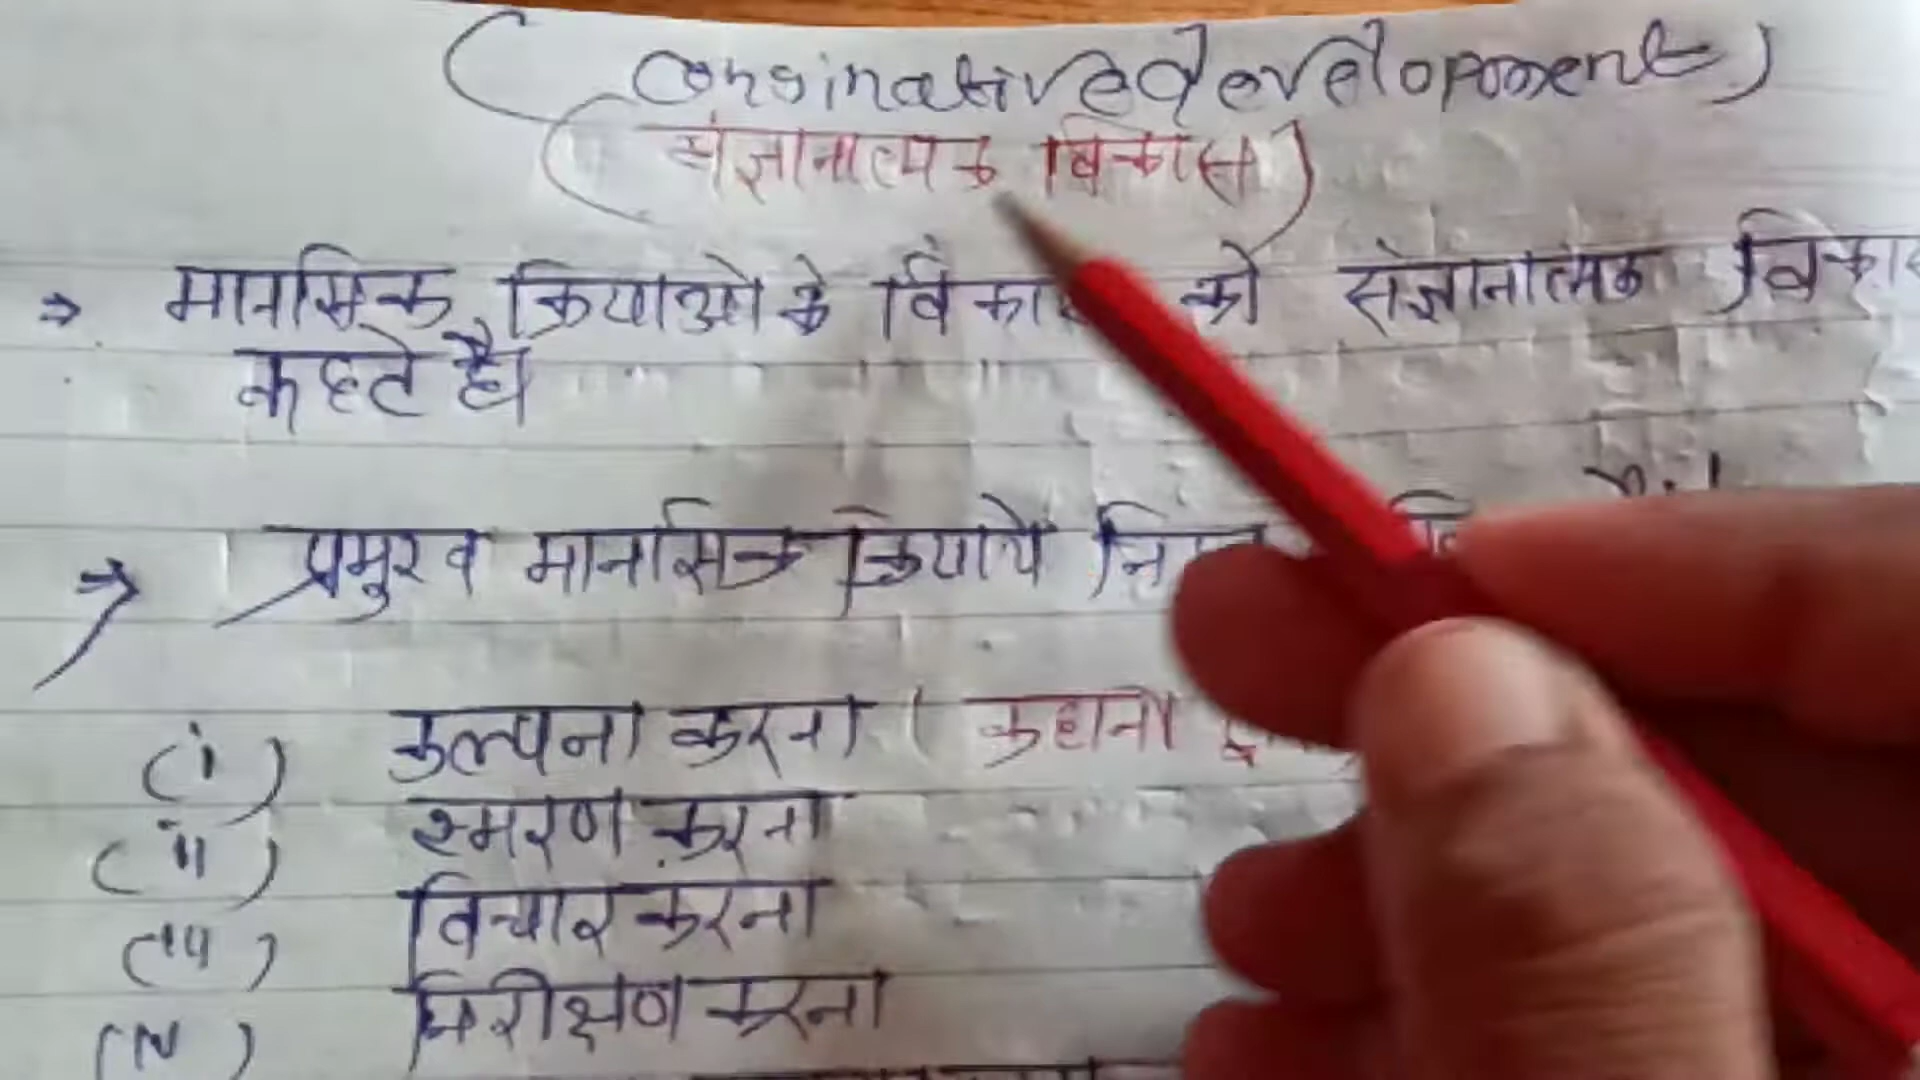 (Consinative development)
(संज्ञानात्मक विकास)
⇒ मानसिक क्रियाओ के विकास को संज्ञानात्मक विकास
कहते है।
→ प्रमुख मानसिक क्रियायें
(i) कल्पना करना ( कहानी
(ii) स्मरण करना
(iii) विचार करना
(iv) निरीक्षण करना